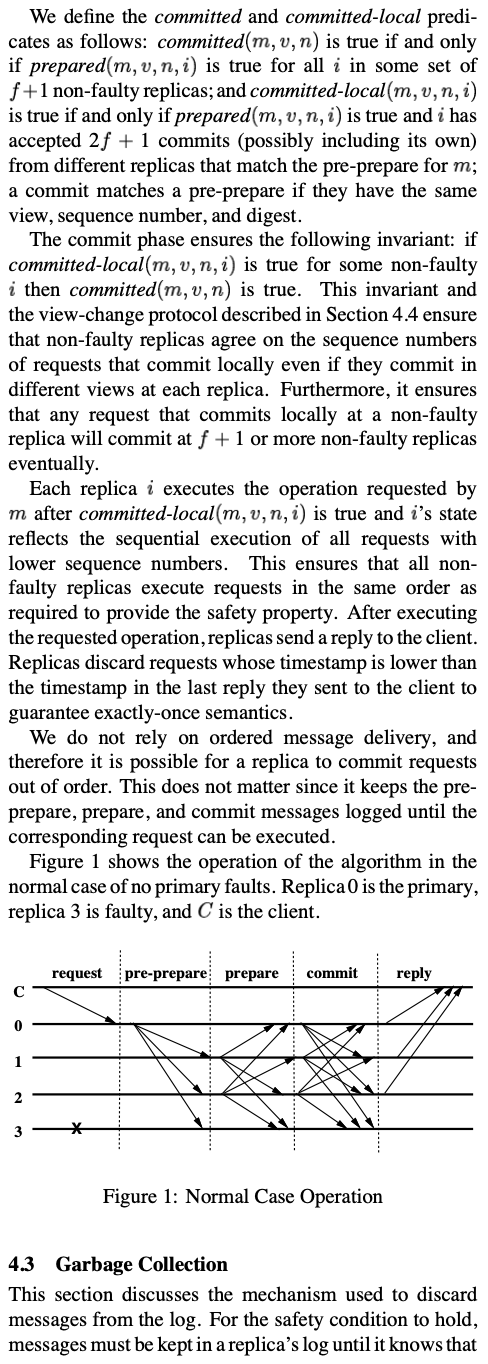 We define the committed and committed-local predi-
cates as follows: committed(m, v, n) is true if and only
if prepared(m, v, n, i) is true for all i in some set of
f+1 non-faulty replicas; and committed-local(m, v, n, i)
is true if and only if prepared(m, v, n, i) is true and i has
accepted 2f + 1 commits (possibly including its own)
from different replicas that match the pre-prepare for m;
a commit matches a pre-prepare if they have the same
view, sequence number, and digest.
The commit phase ensures the following invariant: if
committed-local(m, v, n, i) is true for some non-faulty
i then committed(m, v, n) is true. This invariant and
the view-change protocol described in Section 4.4 ensure
that non-faulty replicas agree on the sequence numbers
of requests that commit locally even if they commit in
different views at each replica. Furthermore, it ensures
that any request that commits locally at a non-faulty
replica will commit at f + 1 or more non-faulty replicas
eventually.
Each replica i executes the operation requested by
m after committed-local(m, v, n, i) is true and i's state
reflects the sequential execution of all requests with
lower sequence numbers. This ensures that all non-
faulty replicas execute requests in the same order as
required to provide the safety property. After executing
the requested operation, replicas send a reply to the client.
Replicas discard requests whose timestamp is lower than
the timestamp in the last reply they sent to the client to
guarantee exactly-once semantics.
We do not rely on ordered message delivery, and
therefore it is possible for a replica to commit requests
out of order. This does not matter since it keeps the pre-
prepare, prepare, and commit messages logged until the
corresponding request can be executed.
Figure 1 shows the operation of the algorithm in the
normal case of no primary faults. Replica 0 is the primary,
replica 3 is faulty, and C is the client.
request pre-prepare prepare commit reply
C
0
1
2
3 X
Figure 1: Normal Case Operation
4.3 Garbage Collection
This section discusses the mechanism used to discard
messages from the log. For the safety condition to hold,
messages must be kept in a replica's log until it knows that